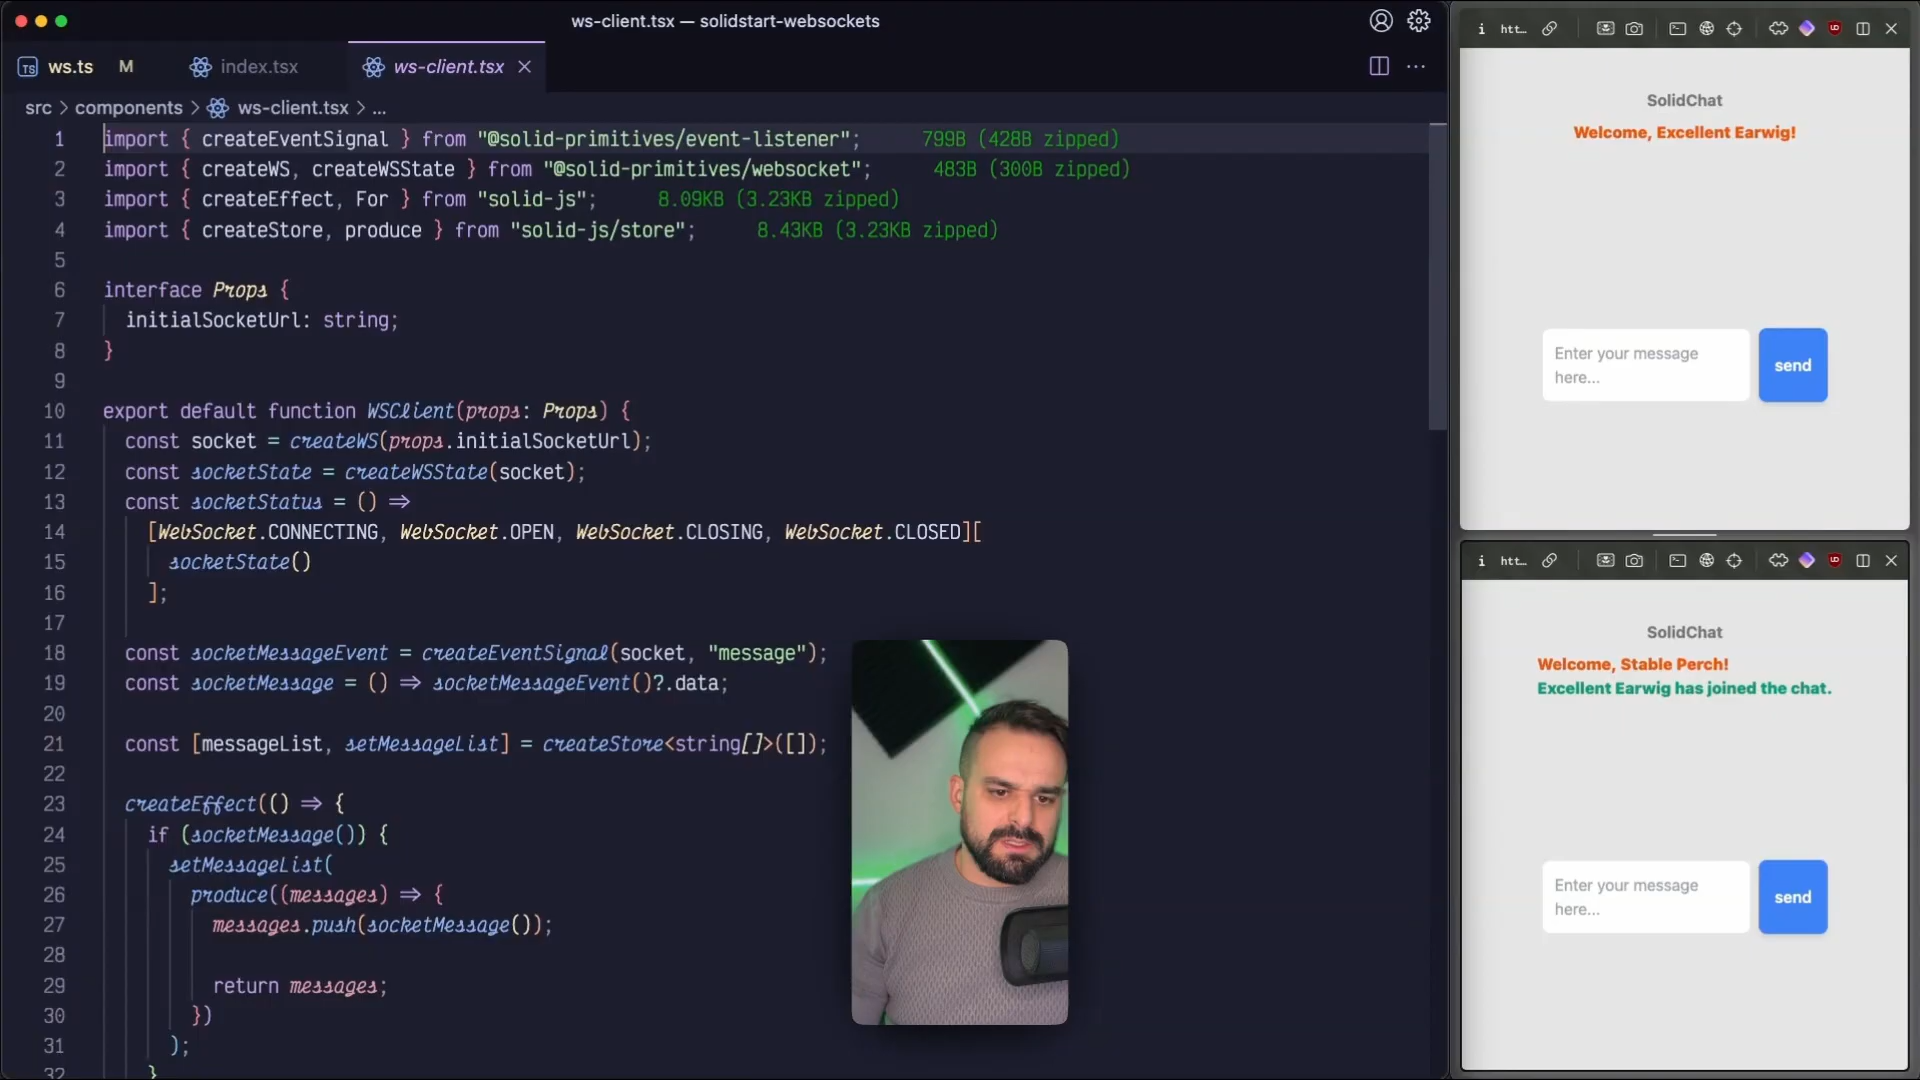 ws-client.tsx — solidstart-websockets
TS ws.ts M
index.tsx
ws-client.tsx
src > components > ws-client.tsx > ...
1 import { createEventSignal } from "@solid-primitives/event-listener"; 799B (428B zipped)
2 import { createWS, createWSState } from "@solid-primitives/websocket"; 483B (300B zipped)
3 import { createEffect, For } from "solid-js"; 8.09KB (3.23KB zipped)
4 import { createStore, produce } from "solid-js/store"; 8.43KB (3.23KB zipped)
5
6 interface Props {
7 initialSocketUrl: string;
8 }
9
10 export default function WSClient(props: Props) {
11 const socket = createWS(props.initialSocketUrl);
12 const socketState = createWSState(socket);
13 const socketStatus = () =>
14 [WebSocket.CONNECTING, WebSocket.OPEN, WebSocket.CLOSING, WebSocket.CLOSED][
15 socketState()
16 ];
17
18 const socketMessageEvent = createEventSignal(socket, "message");
19 const socketMessage = () => socketMessageEvent()?.data;
20
21 const [messageList, setMessageList] = createStore<string[]>([]);
22
23 createEffect(() => {
24 if (socketMessage()) {
25 setMessageList(
26 produce((messages) => {
27 messages.push(socketMessage());
28
29 return messages;
30 })
31 );
32 }
i htt...
SolidChat
Welcome, Excellent Earwig!
Enter your message
here...
send
i htt...
SolidChat
Welcome, Stable Perch!
Excellent Earwig has joined the chat.
Enter your message
here...
send